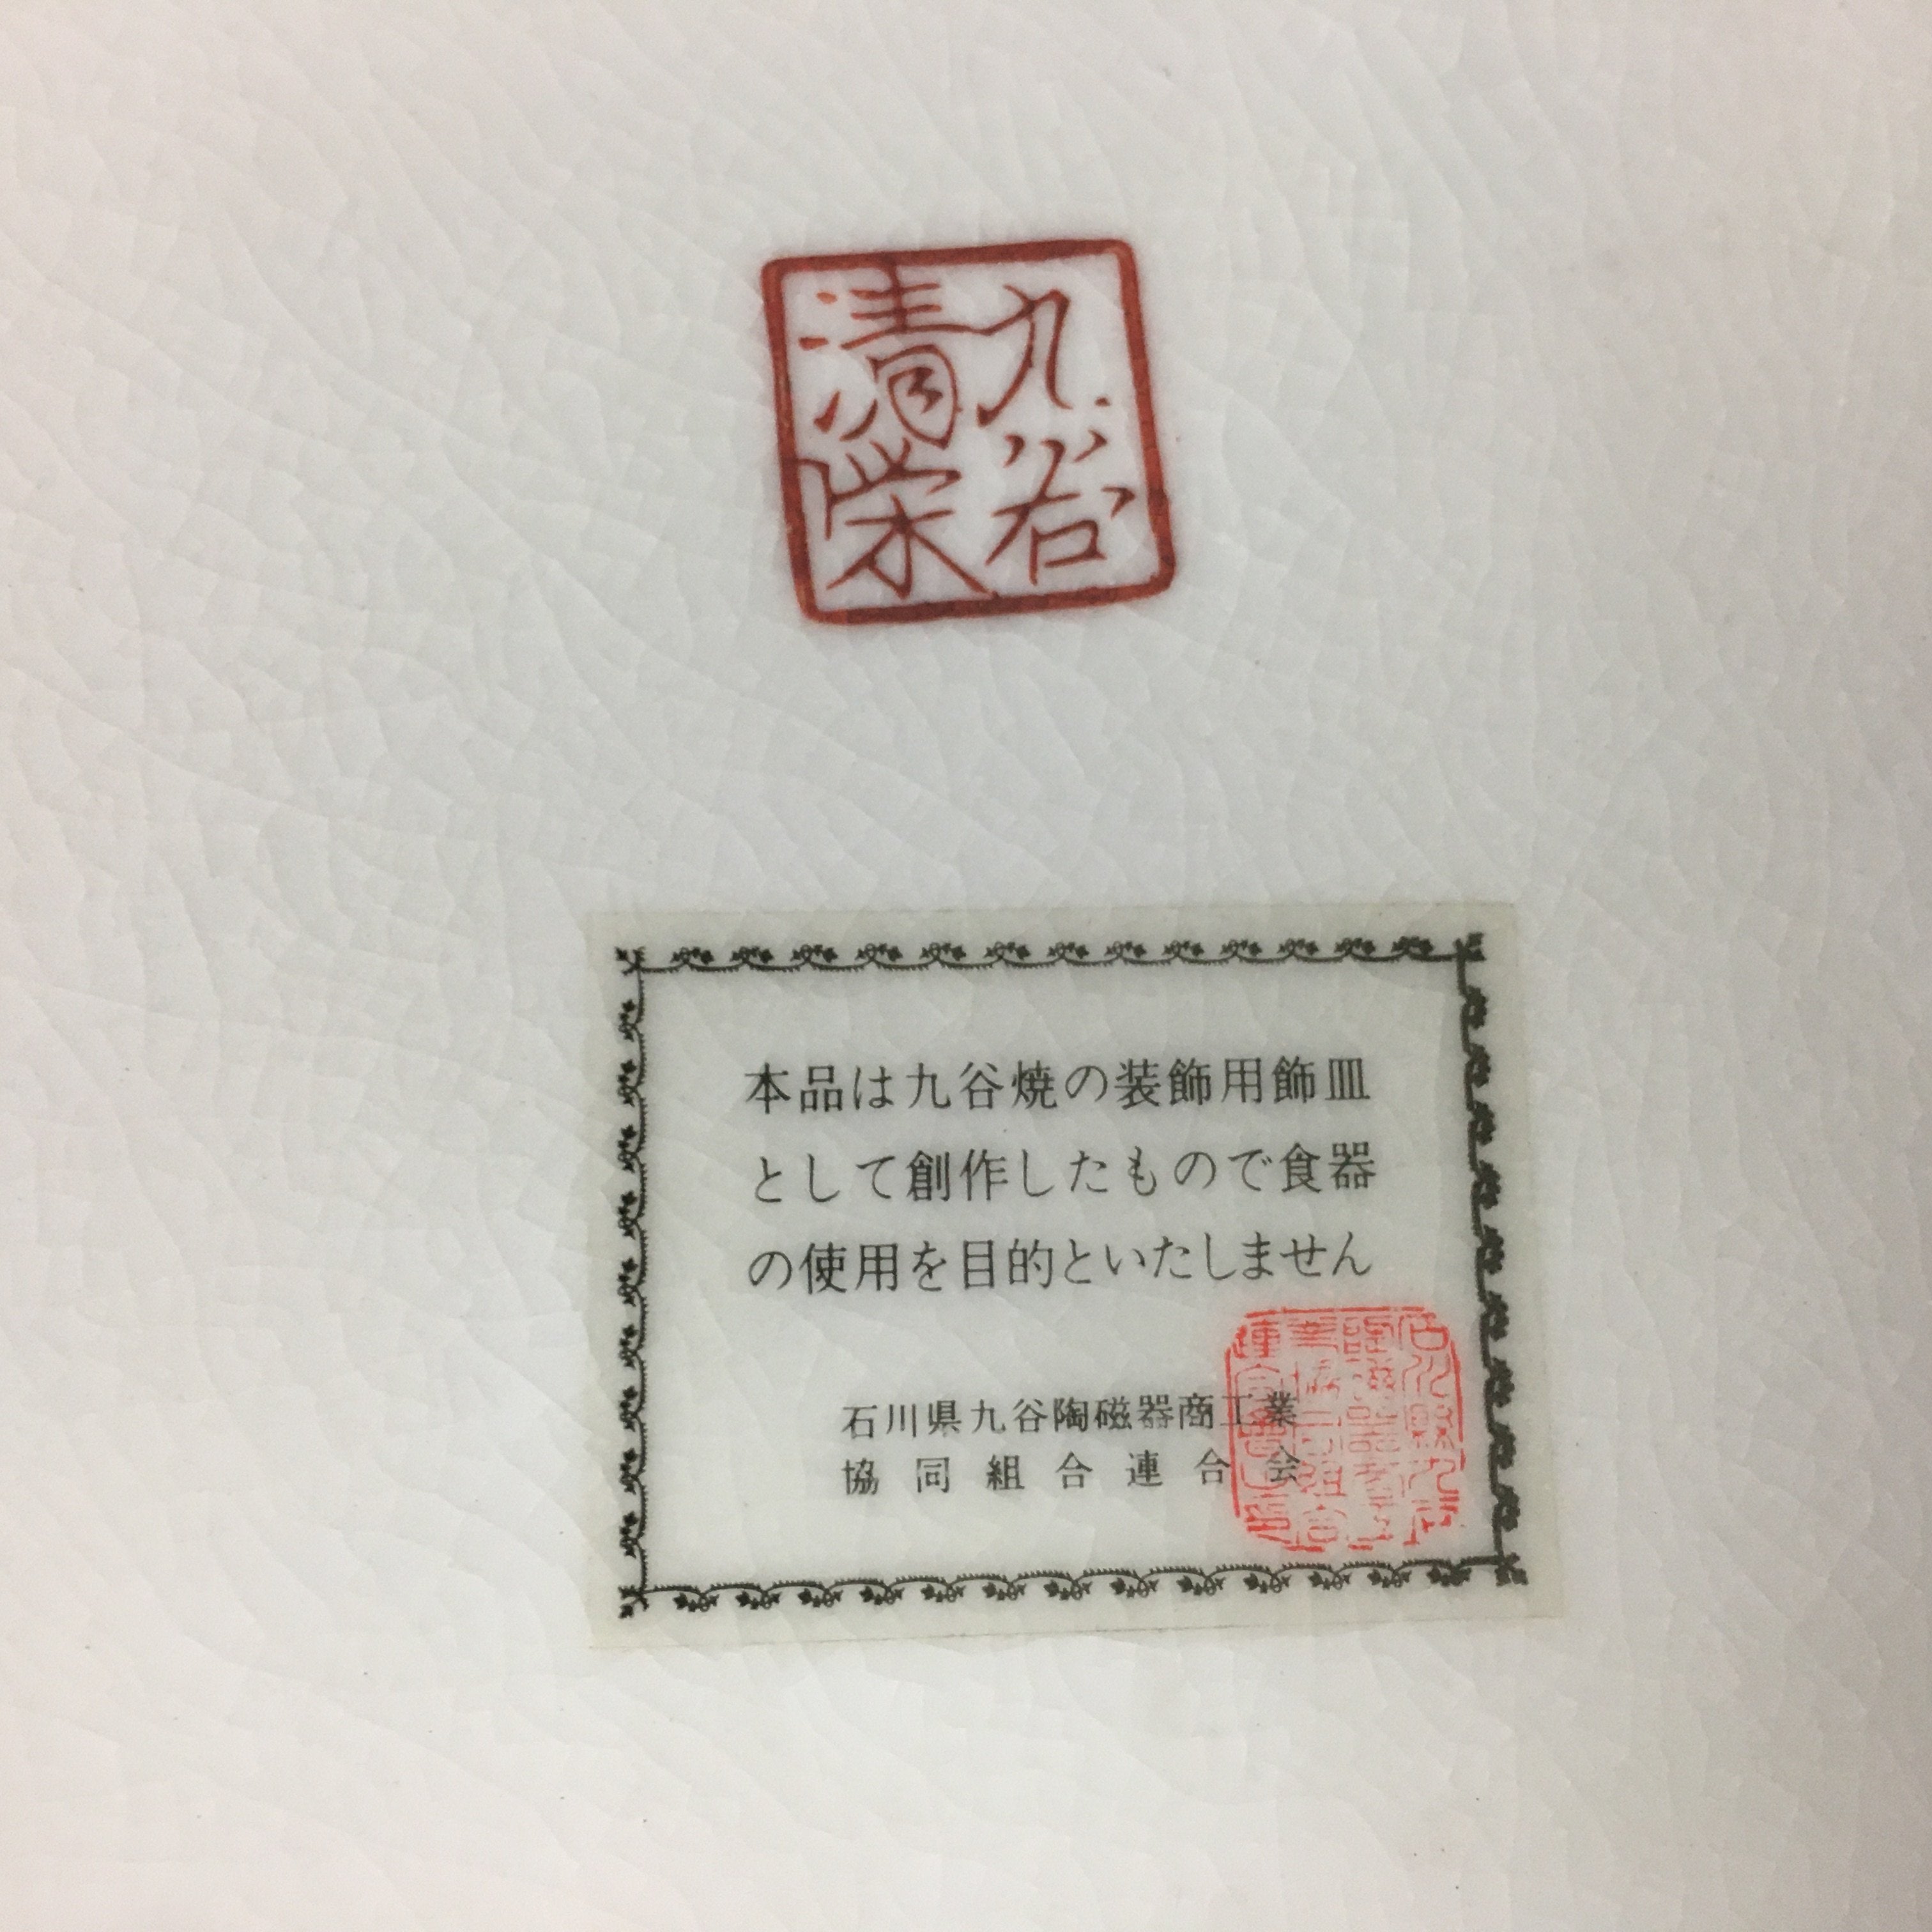 九谷
清栄
本品は九谷焼の装飾用飾皿
として創作したもので食器
の使用を目的といたしません
石川県九谷陶磁器商工業
協同組合連合会